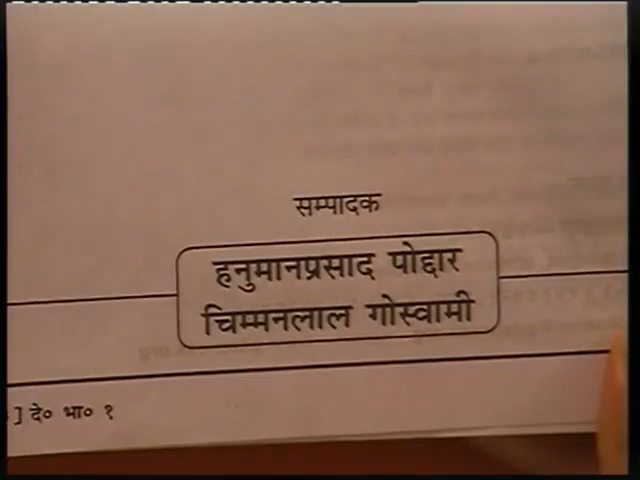 सम्पादक
हनुमानप्रसाद पोद्दार
चिम्मनलाल गोस्वामी
] दे० भा० १